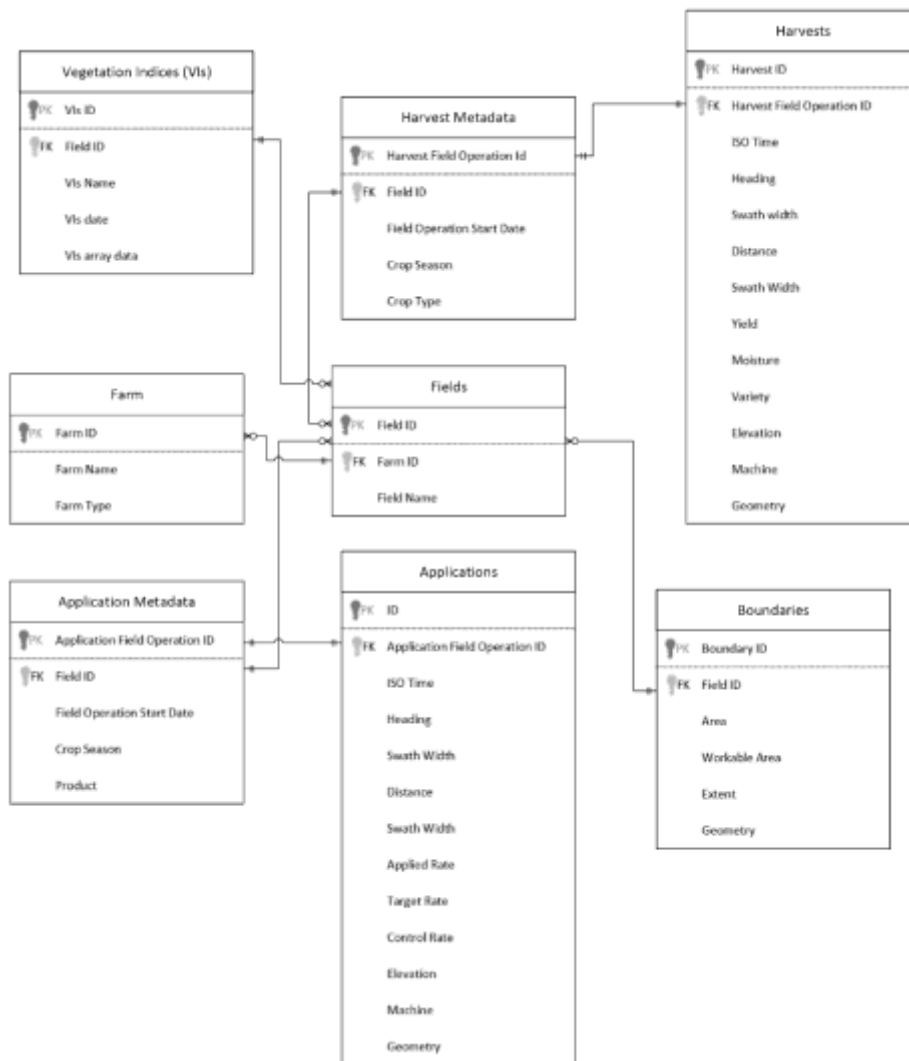 Vegetation Indices (VIs)
PK VIs ID
FK Field ID
VIs Name
VIs date
VIs array data
Harvest Metadata
PK Harvest Field Operation Id
FK Field ID
Field Operation Start Date
Crop Season
Crop Type
Harvests
PK Harvest ID
FK Harvest Field Operation ID
ISO Time
Heading
Swath width
Distance
Swath Width
Yield
Moisture
Variety
Elevation
Machine
Geometry
Farm
PK Farm ID
Farm Name
Farm Type
Fields
PK Field ID
FK Farm ID
Field Name
Application Metadata
PK Application Field Operation ID
FK Field ID
Field Operation Start Date
Crop Season
Product
Applications
PK ID
FK Application Field Operation ID
ISO Time
Heading
Swath Width
Distance
Swath Width
Applied Rate
Target Rate
Control Rate
Elevation
Machine
Geometry
Boundaries
PK Boundary ID
FK Field ID
Area
Workable Area
Extent
Geometry